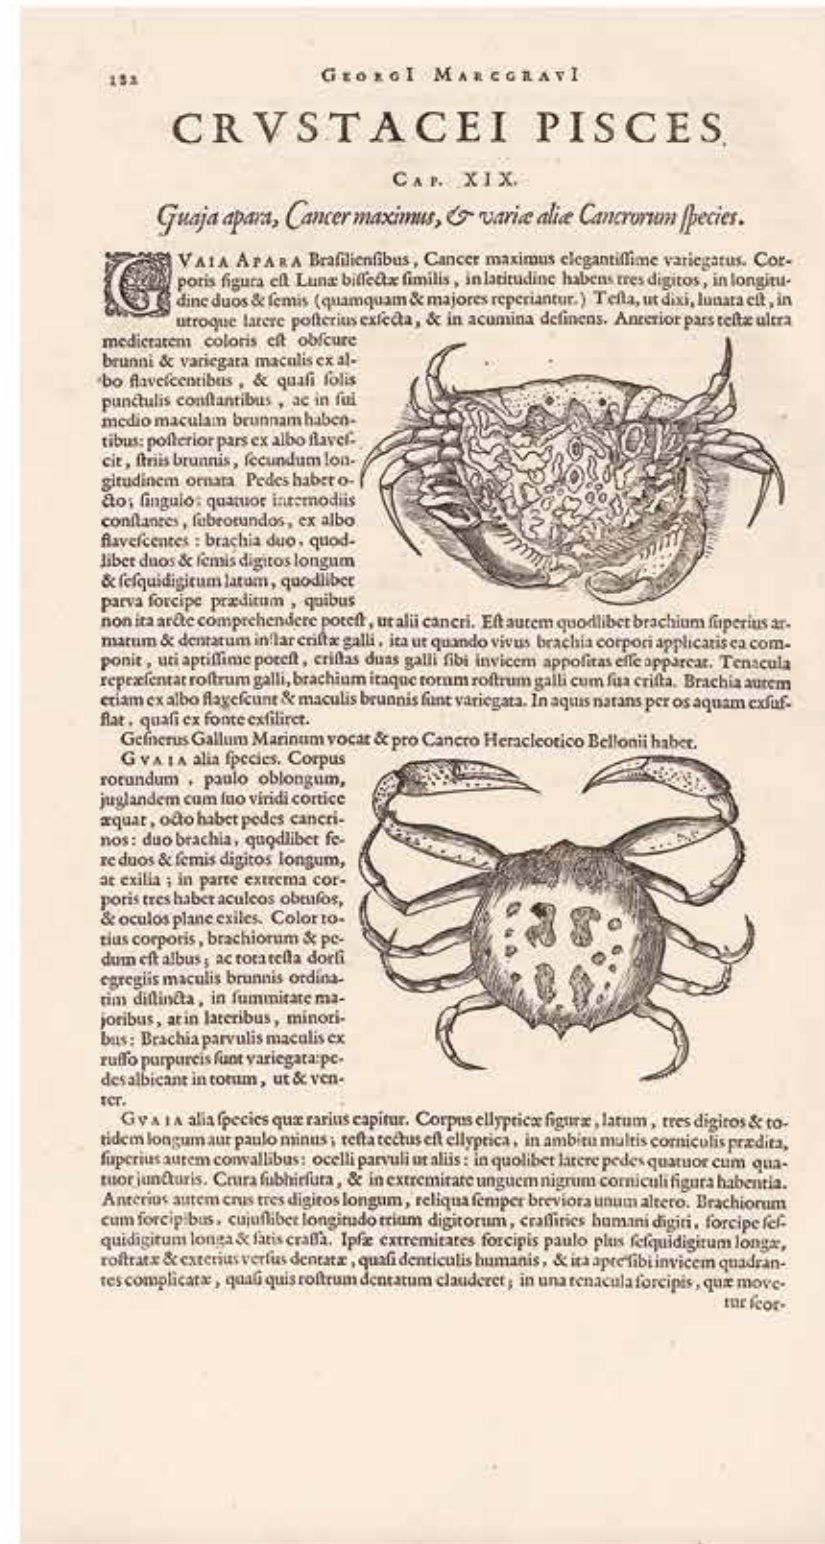 182
GEORGI MARCGRAVI
CRVSTACEI PISCES.
CAP. XIX.
Guaja apara, Cancer maximus, & variæ aliæ Cancrorum ſpecies.
GVAIA APARA Braſilienſibus, Cancer maximus elegantiſſime variegatus. Cor-
poris figura eſt Lunæ biſſectæ ſimilis, in latitudine habens tres digitos, in longitu-
dine duos & ſemis (quamquam & majores reperiantur.) Teſta, ut dixi, lunata eſt, in
utroque latere poſterius exſecta, & in acumina deſinens. Anterior pars teſtæ ultra
medietatem coloris eſt obſcure
brunni & variegata maculis ex al-
bo flaveſcentibus, & quaſi ſolis
punctulis conſtantibus, ac in ſui
medio maculam brunnam haben-
tibus: poſterior pars ex albo flaveſ-
cit, ſtriis brunnis, ſecundum lon-
gitudinem ornata. Pedes habet o-
cto; ſingulos quatuor internodiis
conſtantes, ſubrotundos, ex albo
flaveſcentes: brachia duo, quod-
libet duos & ſemis digitos longum
& ſeſquidigitum latum, quodlibet
parva forcipe præditum, quibus
non ita arcte comprehendere poteſt, ut alii cancri. Eſt autem quodlibet brachium ſuperius ar-
matum & dentatum inſtar criſtæ galli, ita ut quando vivus brachia corpori applicatis ea com-
ponit, uti aptiſſime poteſt, criſtas duas galli ſibi invicem appoſitas eſſe appareat. Tenacula
repræſentat roſtrum galli, brachium itaque totum roſtrum galli cum ſua criſta. Brachia autem
etiam ex albo flaveſcunt & maculis brunnis ſunt variegata. In aquis natans per os aquam exſuf-
flat, quaſi ex fonte exſiliret.
Geſnerus Gallum Marinum vocat & pro Cancro Heracleotico Bellonii habet.
GVAIA alia ſpecies. Corpus
rotundum, paulo oblongum,
juglandem cum ſuo viridi cortice
æquat, octo habet pedes cancri-
nos: duo brachia, quodlibet fe-
re duos & ſemis digitos longum,
at exilia; in parte extrema cor-
poris tres habet aculeos obtuſos,
& oculos plane exiles. Color to-
tius corporis, brachiorum & pe-
dum eſt albus; ac tota teſta dorſi
egregiis maculis brunnis ordina-
tim diſtincta, in ſummitate ma-
joribus, at in lateribus, minori-
bus: Brachia parvulis maculis ex
ruffo purpureis ſunt variegata: pe-
des albicant in totum, ut & ven-
ter.
GVAIA alia ſpecies quæ rarius capitur. Corpus ellypticæ figuræ, latum, tres digitos & to-
tidem longum aut paulo minus; teſta tectus eſt ellyptica, in ambitu multis corniculis prædita,
ſuperius autem convallibus: ocelli parvuli ut aliis: in quolibet latere pedes quatuor cum qua-
tuor juncturis. Crura ſubhirſuta, & in extremitate unguem nigrum corniculi figura habentia.
Anterius autem crus tres digitos longum, reliqua ſemper breviora unum altero. Brachiorum
cum forcipibus, cujuſlibet longitudo trium digitorum, craſſities humani digiti, forcipe ſeſ-
quidigitum longa & ſatis craſſa. Ipſæ extremitates forcipis paulo plus ſeſquidigitum longæ,
roſtratæ & exterius verſus dentatæ, quaſi denticulis humanis, & ita apte ſibi invicem quadran-
tes complicatæ, quaſi quis roſtrum dentatum clauderet; in una tenacula forcipis, quæ move-
tur ſeor-